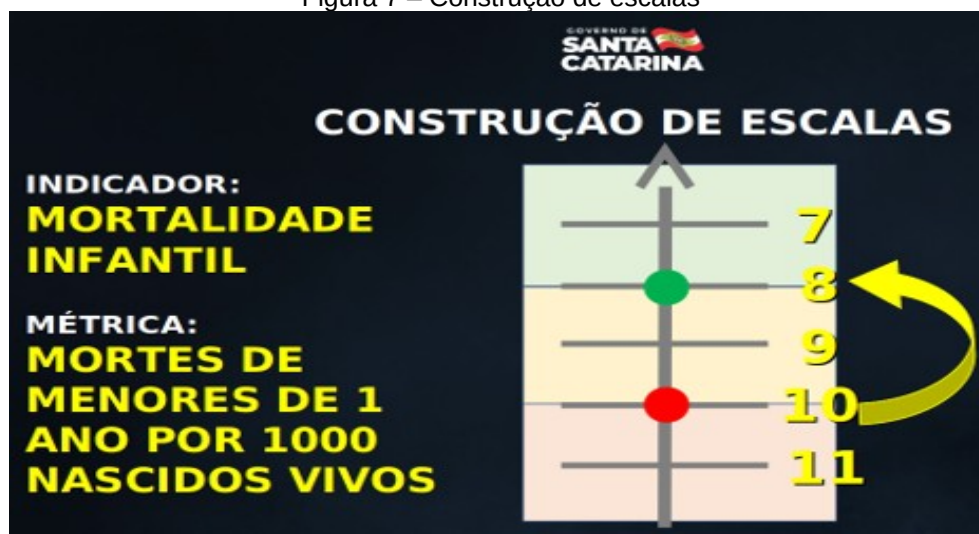 Figura 7 – Construção de escalas
GOVERNO DE
SANTA
CATARINA
CONSTRUÇÃO DE ESCALAS
INDICADOR:
MORTALIDADE
INFANTIL
MÉTRICA:
MORTES DE
MENORES DE 1
ANO POR 1000
NASCIDOS VIVOS
7
8
9
10
11